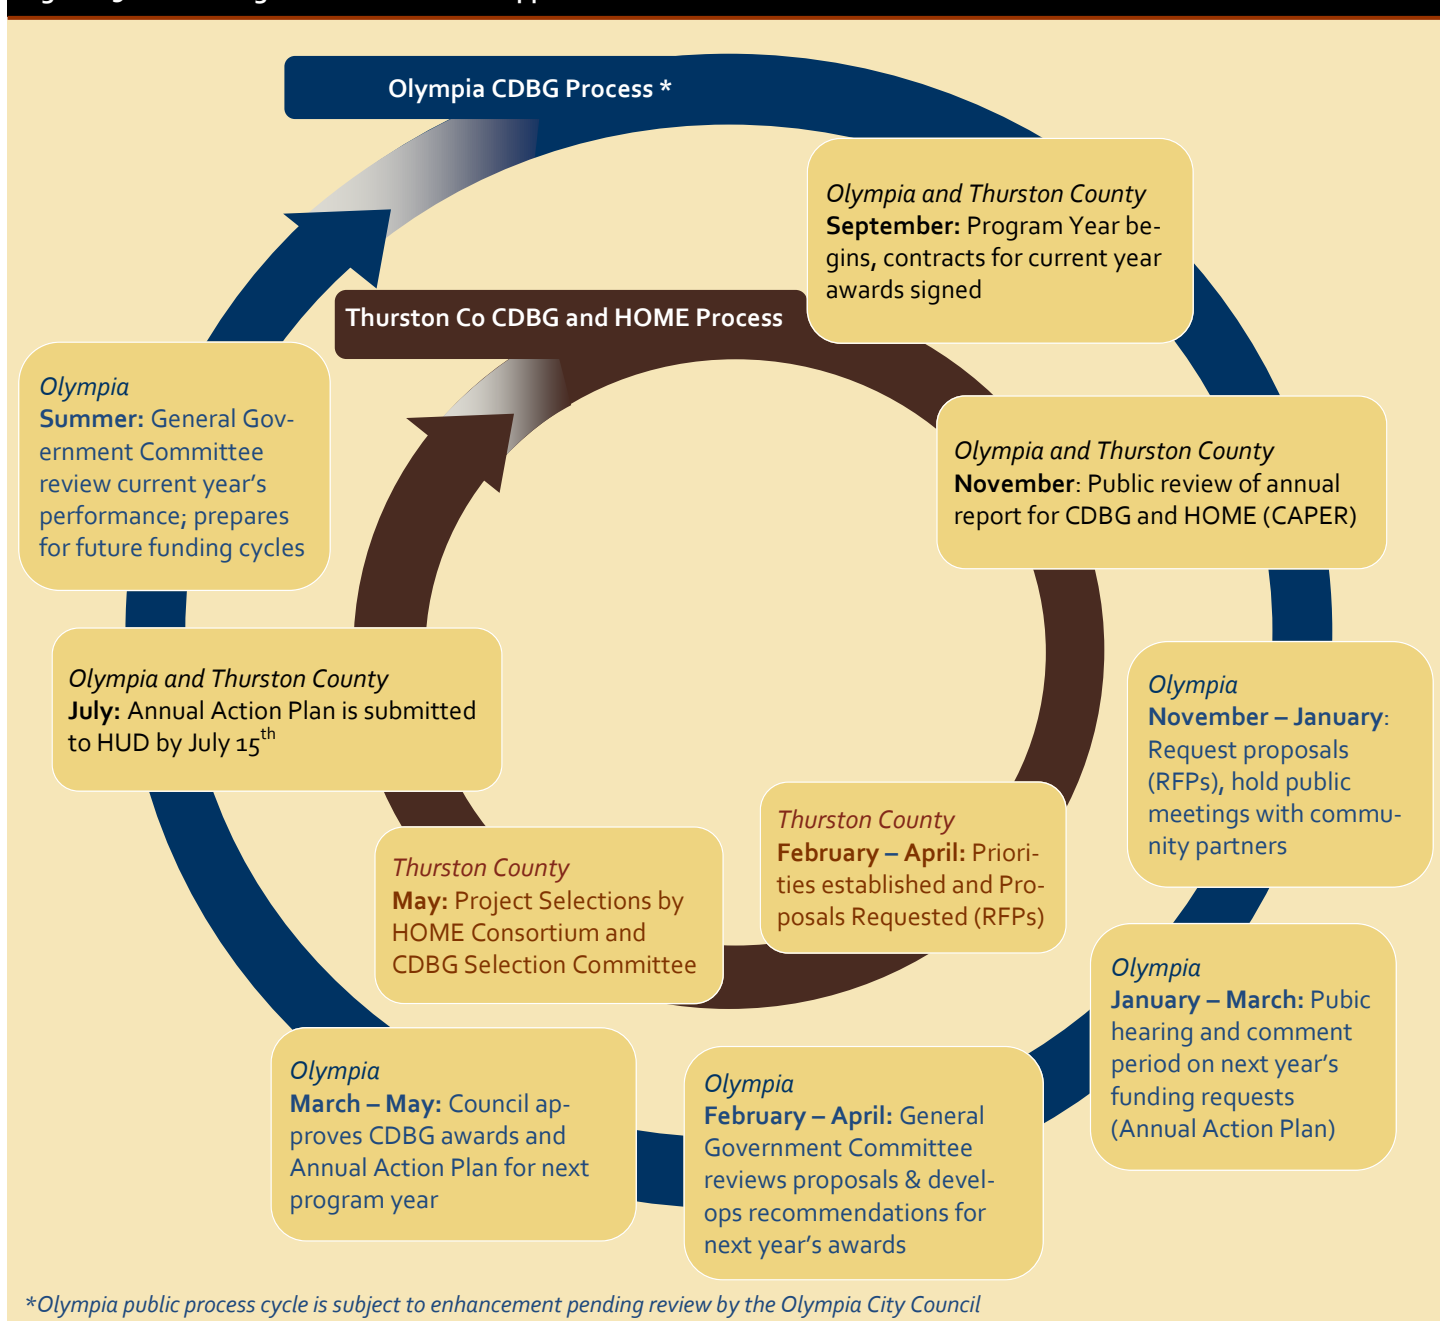 Olympia CDBG Process *
Olympia and Thurston County
September: Program Year be-
gins, contracts for current year
awards signed
Thurston Co CDBG and HOME Process
Olympia
Summer: General Gov-
ernment Committee
review current year’s
performance; prepares
for future funding cycles
Olympia and Thurston County
November: Public review of annual
report for CDBG and HOME (CAPER)
Olympia and Thurston County
July: Annual Action Plan is submitted
to HUD by July 15th
Olympia
November – January:
Request proposals
(RFPs), hold public
meetings with commu-
nity partners
Thurston County
February – April: Priori-
ties established and Pro-
posals Requested (RFPs)
Thurston County
May: Project Selections by
HOME Consortium and
CDBG Selection Committee
Olympia
January – March: Pubic
hearing and comment
period on next year’s
funding requests
(Annual Action Plan)
Olympia
March – May: Council ap-
proves CDBG awards and
Annual Action Plan for next
program year
Olympia
February – April: General
Government Committee
reviews proposals & devel-
ops recommendations for
next year’s awards
*Olympia public process cycle is subject to enhancement pending review by the Olympia City Council